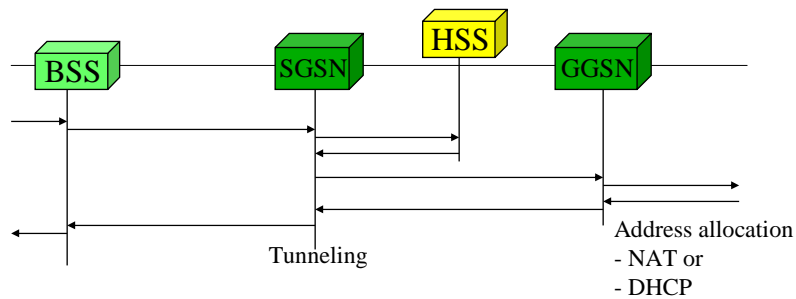 HSS
BSS
SGSN
GGSN
Address allocation
- NAT or
- DHCP
Tunneling